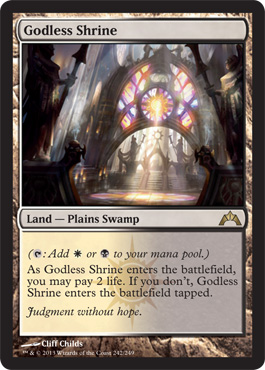 Godless Shrine
Land — Plains Swamp
(: Add or to your mana pool.)
As Godless Shrine enters the battlefield,
you may pay 2 life. If you don't, Godless
Shrine enters the battlefield tapped.
Judgment without hope.
Cliff Childs
™ & © 2013 Wizards of the Coast 242/249